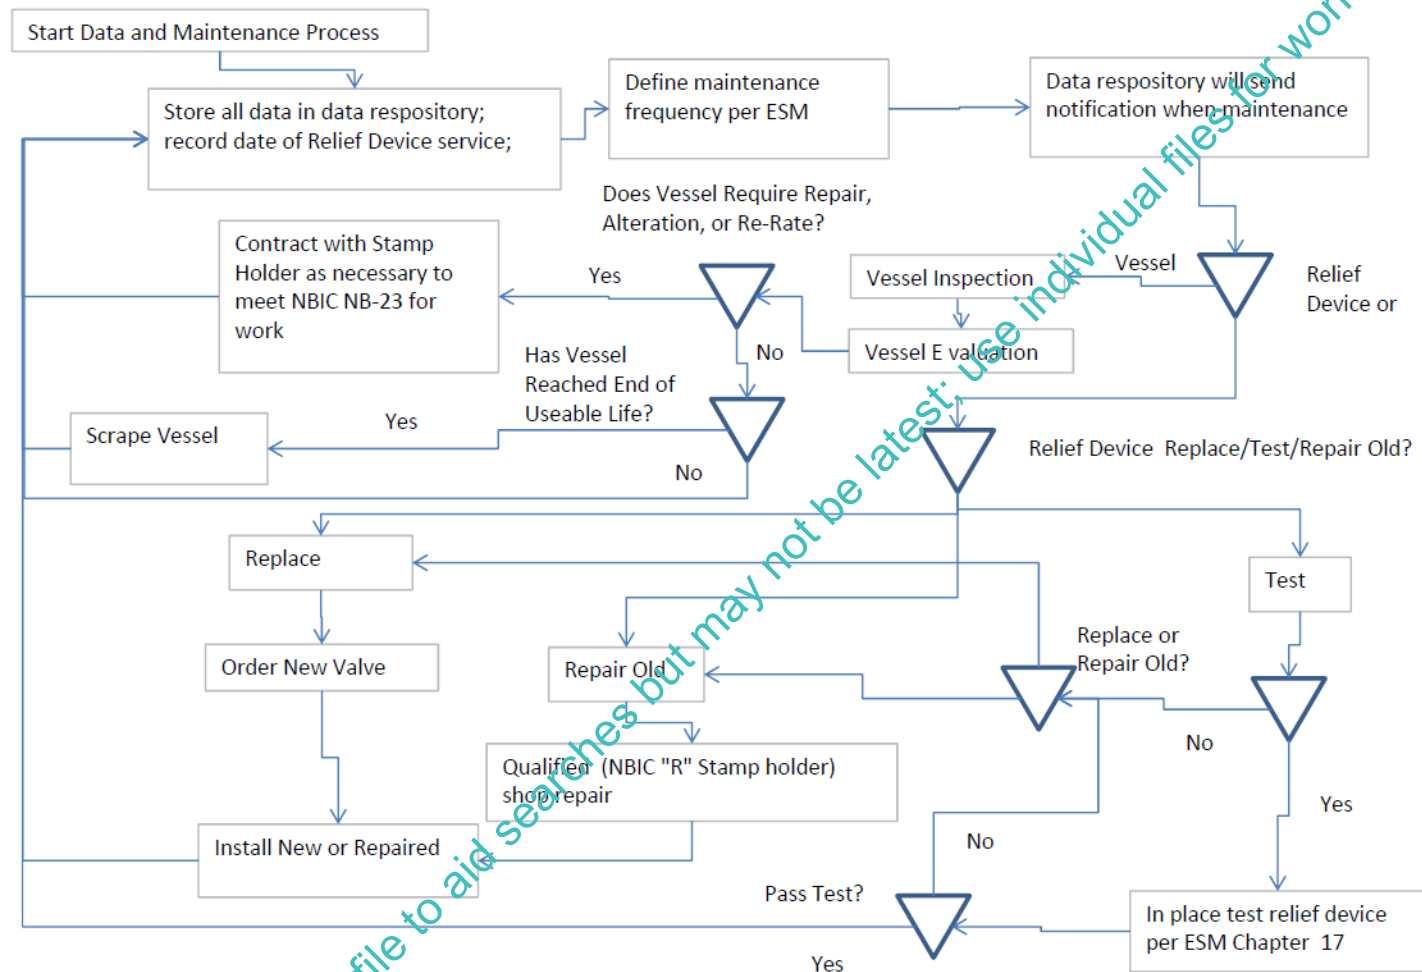 Start Data and Maintenance Process
Store all data in data respository;
record date of Relief Device service;
Define maintenance
frequency per ESM
Data respository will send
notification when maintenance
Does Vessel Require Repair,
Alteration, or Re-Rate?
Contract with Stamp
Holder as necessary to
meet NBIC NB-23 for
work
Yes
Vessel Inspection
Vessel
Relief
Device or
Vessel E valuation
No
Has Vessel
Reached End of
Useable Life?
Scrape Vessel
Yes
No
Relief Device Replace/Test/Repair Old?
Replace
Test
Order New Valve
Repair Old
Replace or
Repair Old?
No
Qualified (NBIC "R" Stamp holder)
shop repair
Yes
Install New or Repaired
No
Pass Test?
In place test relief device
per ESM Chapter 17
Yes
file to aid searches but may not be latest; use individual files for